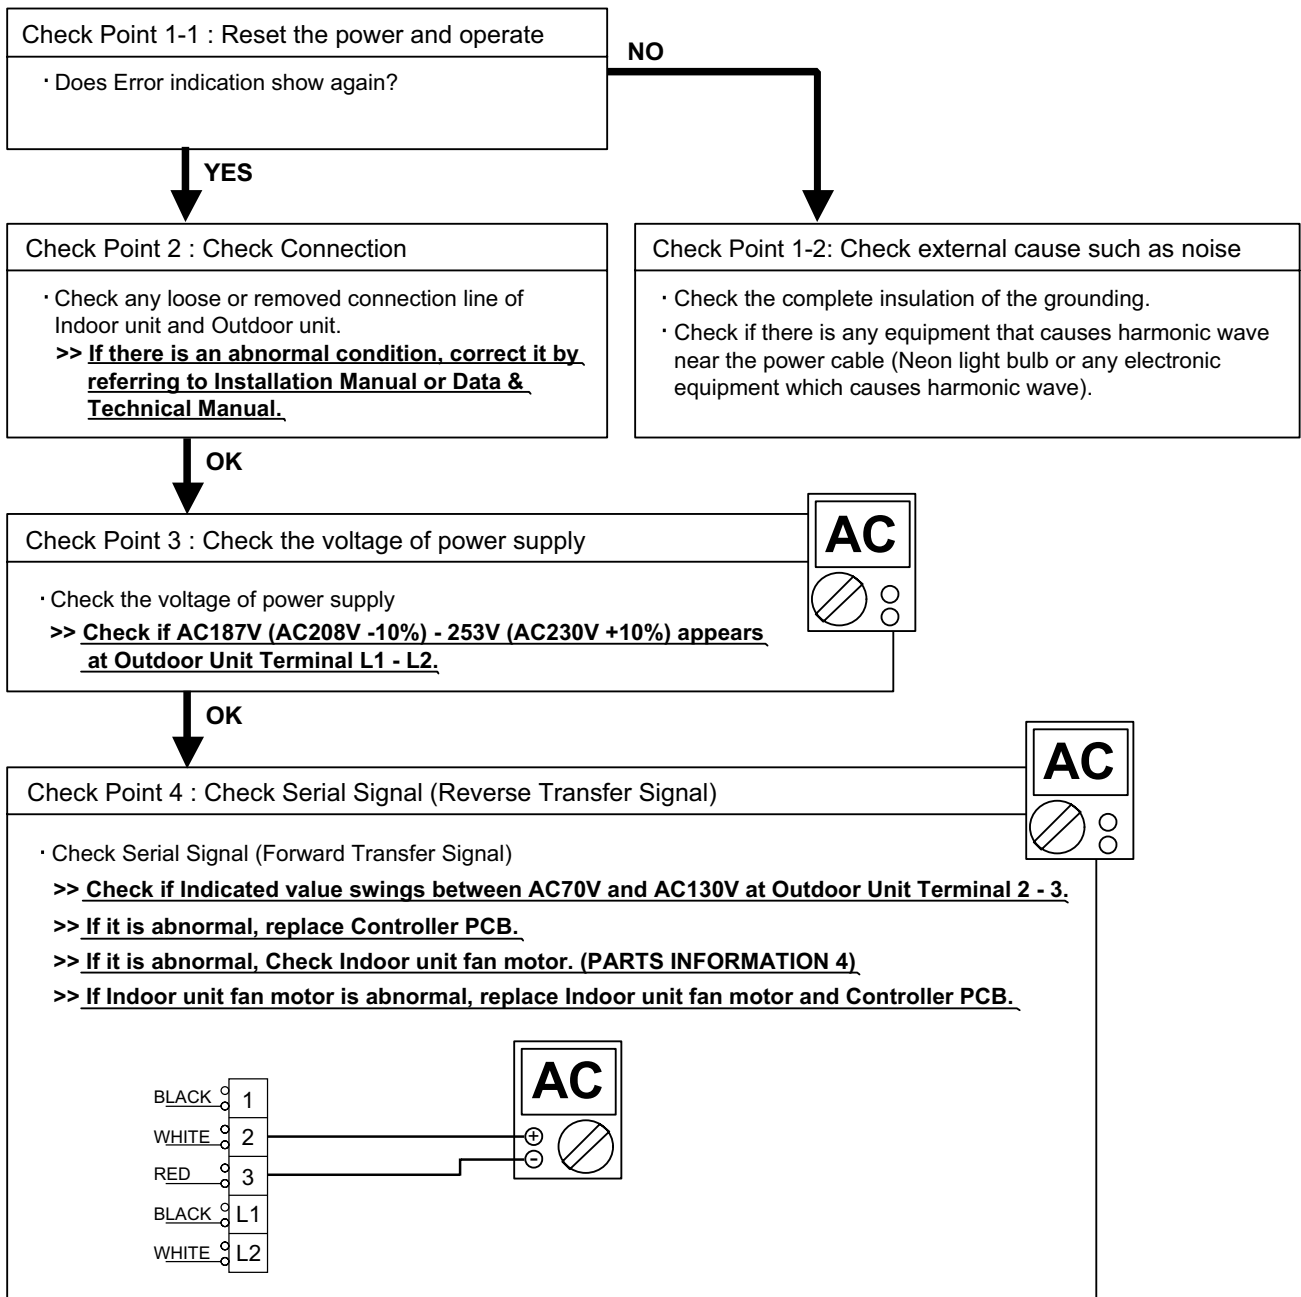 Check Point 1-1 : Reset the power and operate
· Does Error indication show again?
NO
YES
Check Point 2 : Check Connection
· Check any loose or removed connection line of
Indoor unit and Outdoor unit.
>> If there is an abnormal condition, correct it by
referring to Installation Manual or Data &
Technical Manual.
Check Point 1-2: Check external cause such as noise
· Check the complete insulation of the grounding.
· Check if there is any equipment that causes harmonic wave
near the power cable (Neon light bulb or any electronic
equipment which causes harmonic wave).
OK
Check Point 3 : Check the voltage of power supply
AC
· Check the voltage of power supply
>> Check if AC187V (AC208V -10%) - 253V (AC230V +10%) appears
at Outdoor Unit Terminal L1 - L2.
OK
Check Point 4 : Check Serial Signal (Reverse Transfer Signal)
AC
· Check Serial Signal (Forward Transfer Signal)
>> Check if Indicated value swings between AC70V and AC130V at Outdoor Unit Terminal 2 - 3.
>> If it is abnormal, replace Controller PCB.
>> If it is abnormal, Check Indoor unit fan motor. (PARTS INFORMATION 4)
>> If Indoor unit fan motor is abnormal, replace Indoor unit fan motor and Controller PCB.
AC
BLACK 1
WHITE 2
+
RED 3
-
BLACK L1
WHITE L2